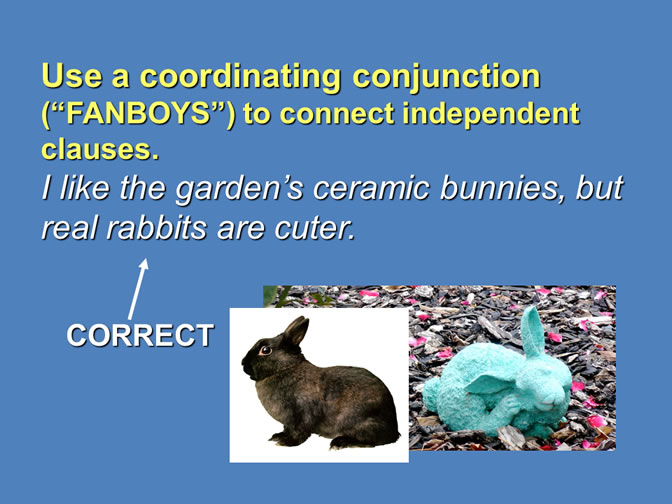 Use a coordinating conjunction
(“FANBOYS”) to connect independent
clauses.
I like the garden’s ceramic bunnies, but
real rabbits are cuter.
CORRECT